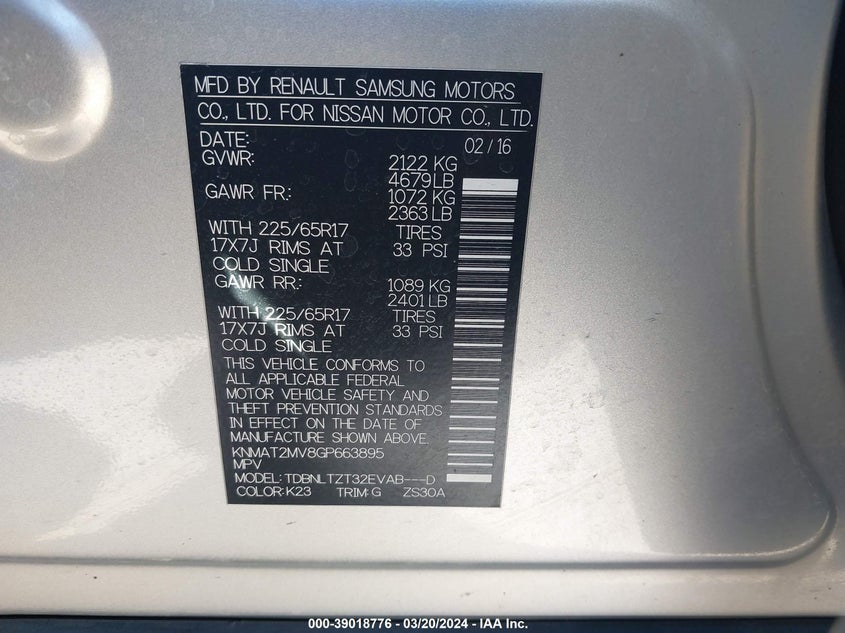 MFD BY RENAULT SAMSUNG MOTORS
CO., LTD. FOR NISSAN MOTOR CO., LTD.
DATE: 02 / 16
GVWR: 2122 KG
4679 LB
GAWR FR.: 1072 KG
2363 LB
WITH 225/65R17 TIRES
17X7J RIMS AT 33 PSI
COLD SINGLE
GAWR RR.: 1089 KG
2401 LB
WITH 225/65R17 TIRES
17X7J RIMS AT 33 PSI
COLD SINGLE
THIS VEHICLE CONFORMS TO
ALL APPLICABLE FEDERAL
MOTOR VEHICLE SAFETY AND
THEFT PREVENTION STANDARDS
IN EFFECT ON THE DATE OF
MANUFACTURE SHOWN ABOVE.
KNMAT2MV8GP663895
MPV
MODEL: TDBNLTZT32EVAB---D
COLOR: K23 TRIM: G ZS30A
000-39018776 — 03/20/2024 — IAA Inc.